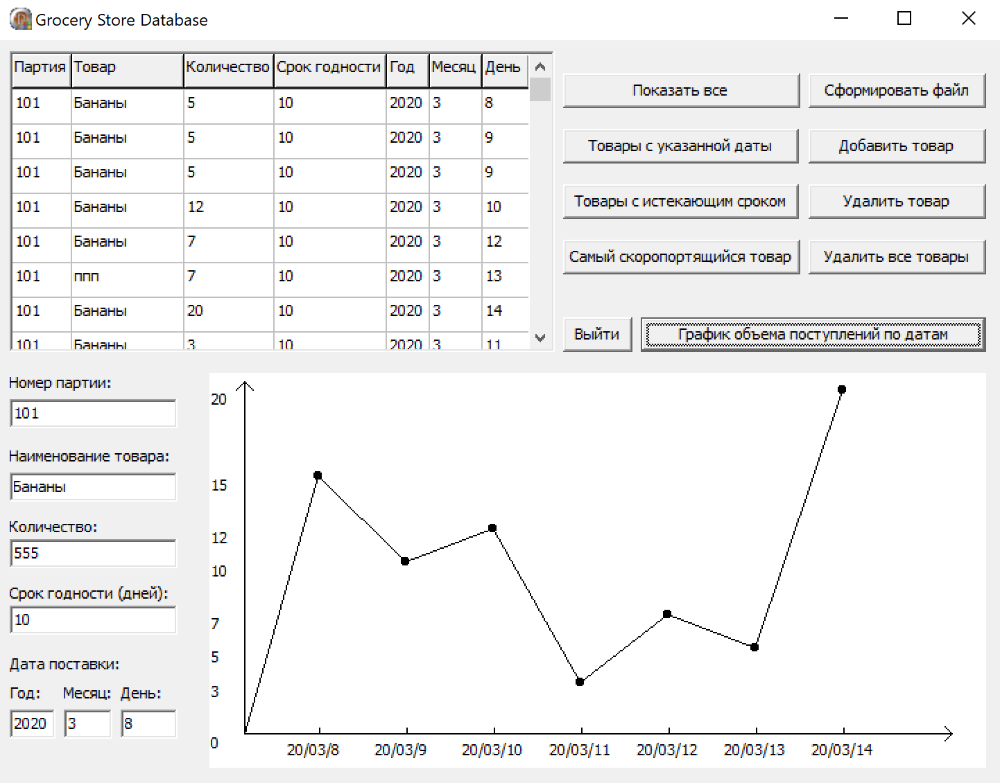 Grocery Store Database
Партия Товар Количество Срок годности Год Месяц День
101 Бананы 5 10 2020 3 8
101 Бананы 5 10 2020 3 9
101 Бананы 5 10 2020 3 9
101 Бананы 12 10 2020 3 10
101 Бананы 7 10 2020 3 12
101 ппп 7 10 2020 3 13
101 Бананы 20 10 2020 3 14
101 Бананы 3 10 2020 3 11
Показать все
Сформировать файл
Товары с указанной даты
Добавить товар
Товары с истекающим сроком
Удалить товар
Самый скоропортящийся товар
Удалить все товары
Выйти
График объема поступлений по датам
Номер партии:
101
Наименование товара:
Бананы
Количество:
555
Срок годности (дней):
10
Дата поставки:
Год: Месяц: День:
2020 3 8
20
15
12
10
7
5
3
0
20/03/8 20/03/9 20/03/10 20/03/11 20/03/12 20/03/13 20/03/14